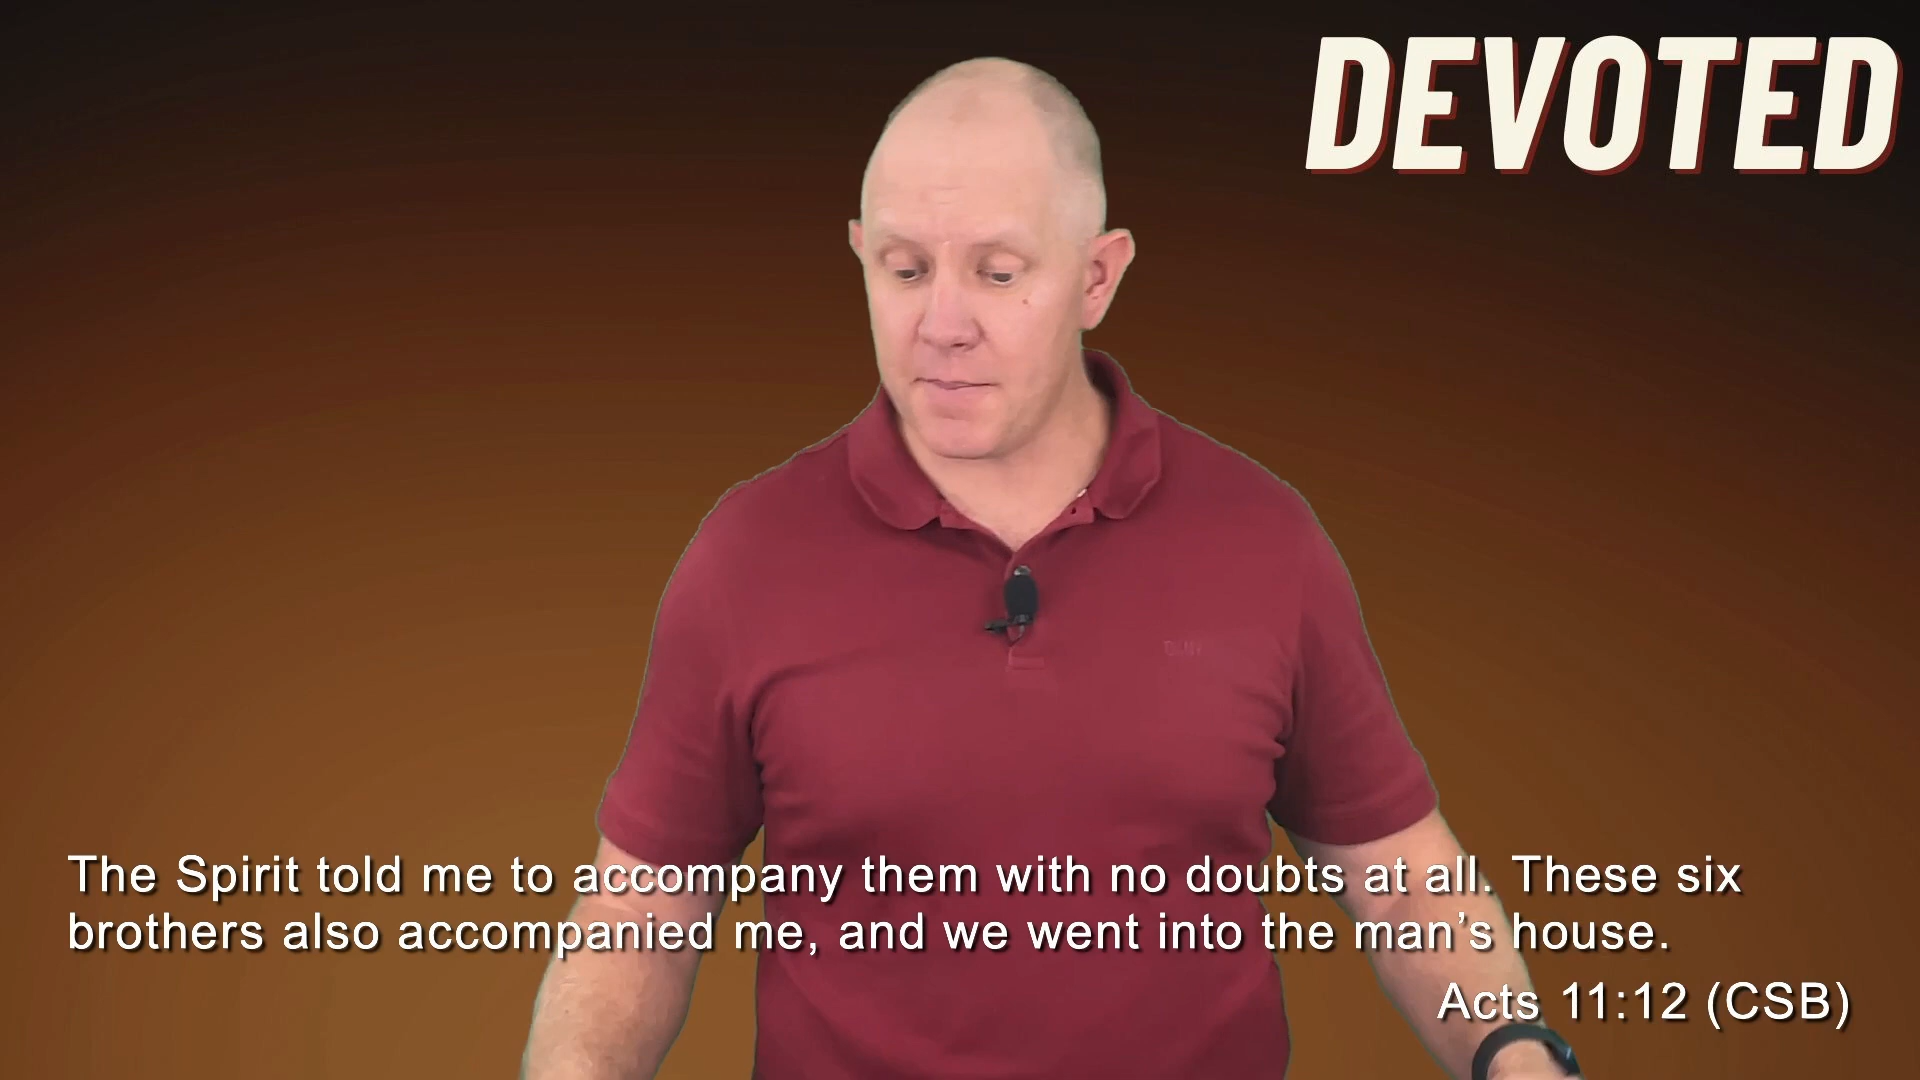 DEVOTED
The Spirit told me to accompany them with no doubts at all. These six
brothers also accompanied me, and we went into the man’s house.
Acts 11:12 (CSB)